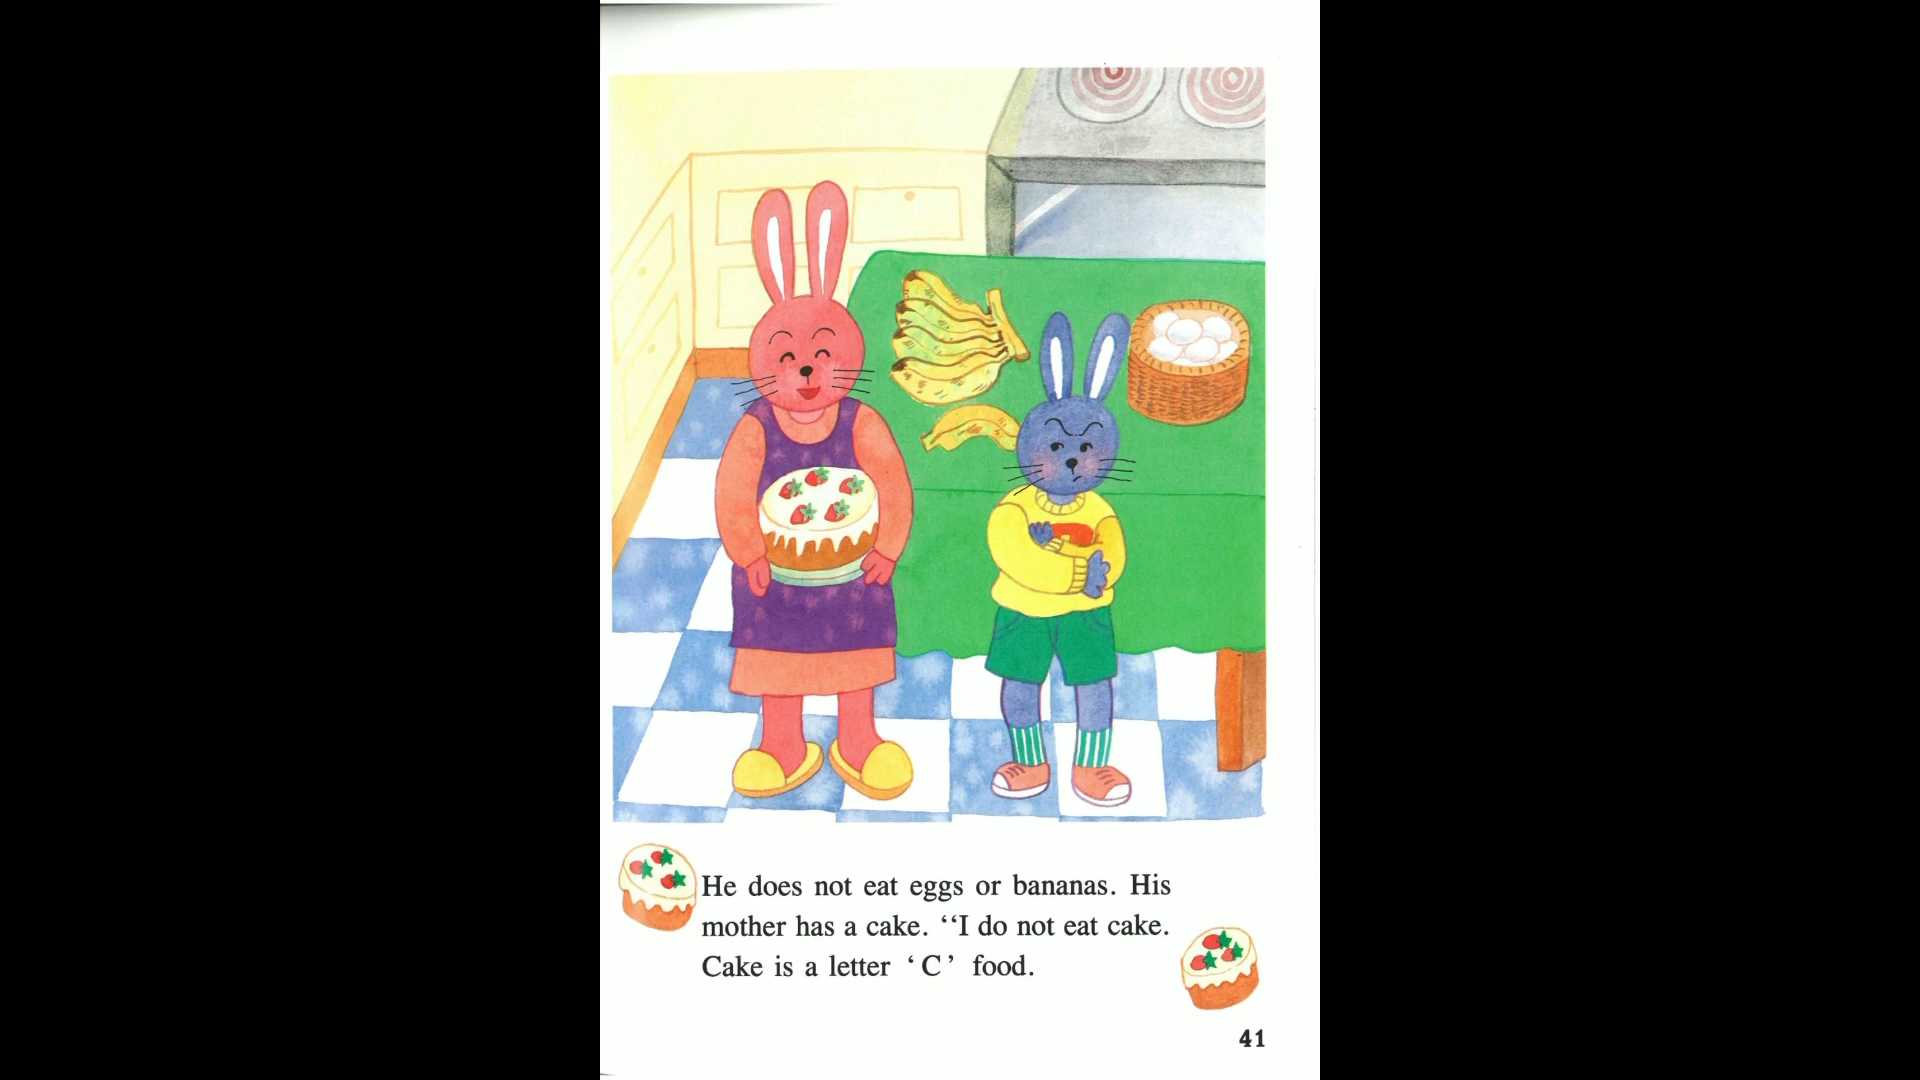 He does not eat eggs or bananas. His
mother has a cake. ‘‘I do not eat cake.
Cake is a letter ‘C’ food.
41